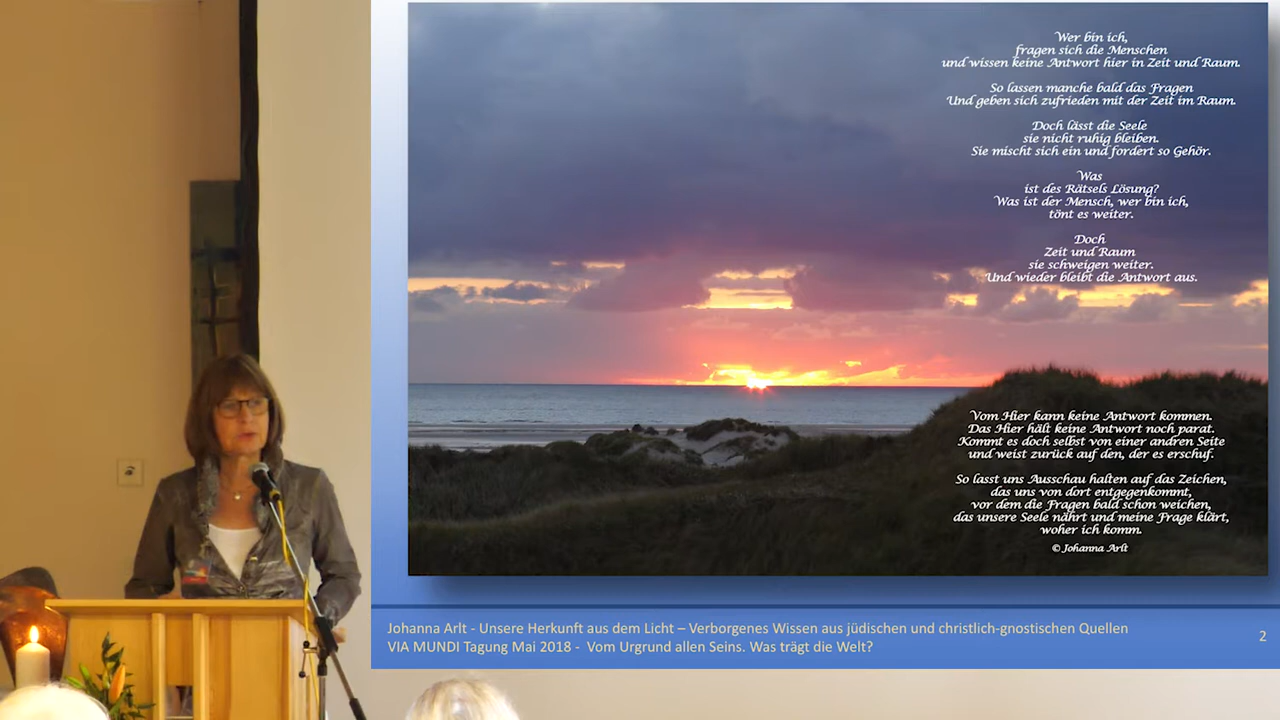 Wer bin ich,
fragen sich die Menschen
und wissen keine Antwort hier in Zeit und Raum.
So lassen manche bald das Fragen
Und geben sich zufrieden mit der Zeit im Raum.
Doch lässt die Seele
sie nicht ruhig bleiben.
Sie mischt sich ein und fordert so Gehör.
Was
ist des Rätsels Lösung?
Was ist der Mensch, wer bin ich,
tönt es weiter.
Doch
Zeit und Raum
sie schweigen weiter.
Und wieder bleibt die Antwort aus.
Vom Hier kann keine Antwort kommen.
Das Hier hält keine Antwort noch parat.
Kommt es doch selbst von einer andren Seite
und weist zurück auf den, der es erschuf.
So lasst uns Ausschau halten auf das Zeichen,
das uns von dort entgegenkommt,
vor dem die Fragen bald schon weichen,
das unsere Seele nährt und meine Frage klärt,
woher ich komm.
© Johanna Arlt
Johanna Arlt - Unsere Herkunft aus dem Licht – Verborgenes Wissen aus jüdischen und christlich-gnostischen Quellen
VIA MUNDI Tagung Mai 2018 - Vom Urgrund allen Seins. Was trägt die Welt?
2